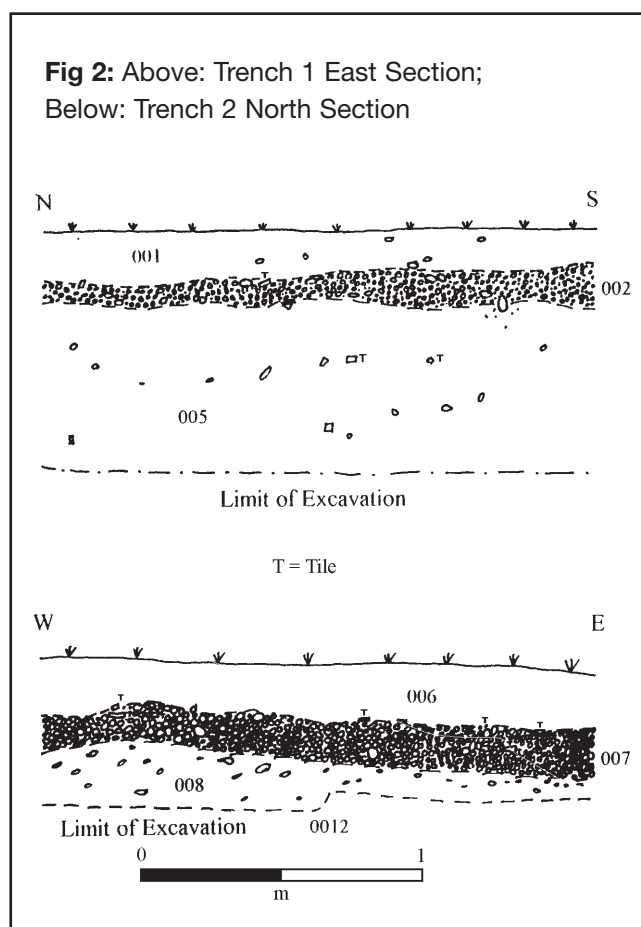 Fig 2: Above: Trench 1 East Section;
Below: Trench 2 North Section
N S
001
T
002
T T
005
Limit of Excavation
T = Tile
W E
T 006
T T T
007
008
Limit of Excavation 0012
0 1
m